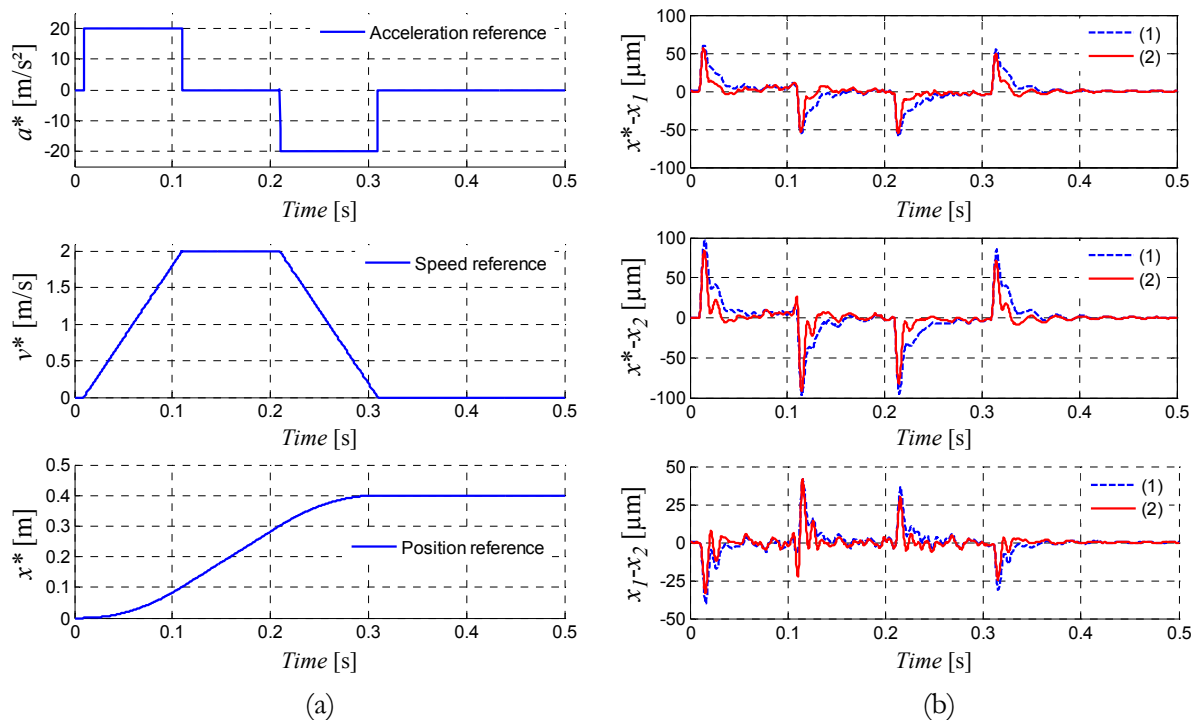 a* [m/s²]
20
10
0
-10
-20
0 0.1 0.2 0.3 0.4 0.5
Acceleration reference
Time [s]
v* [m/s]
2
1.5
1
0.5
0
0 0.1 0.2 0.3 0.4 0.5
Speed reference
Time [s]
x* [m]
0.5
0.4
0.3
0.2
0.1
0
0 0.1 0.2 0.3 0.4 0.5
Position reference
Time [s]
(a)
x*-x1 [µm]
100
50
0
-50
-100
0 0.1 0.2 0.3 0.4 0.5
(1)
(2)
Time [s]
x*-x2 [µm]
100
50
0
-50
-100
0 0.1 0.2 0.3 0.4 0.5
(1)
(2)
Time [s]
x1-x2 [µm]
50
25
0
-25
-50
0 0.1 0.2 0.3 0.4 0.5
(1)
(2)
Time [s]
(b)